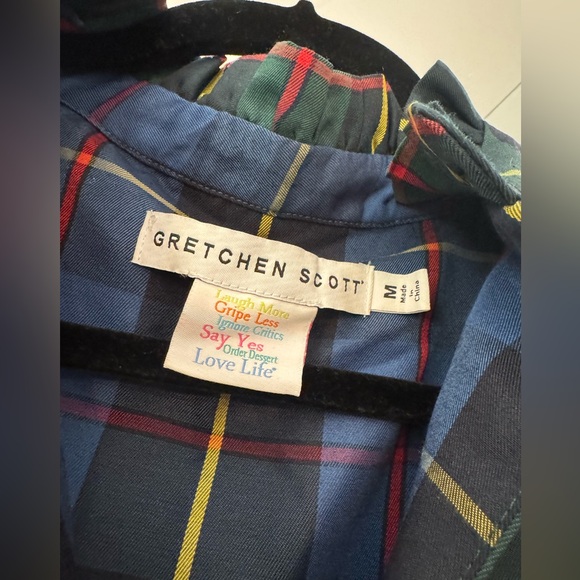 GRETCHEN SCOTT
M
Made
in
China
Laugh More
Gripe Less
Ignore Critics
Say Yes
Order Dessert
Love Life®